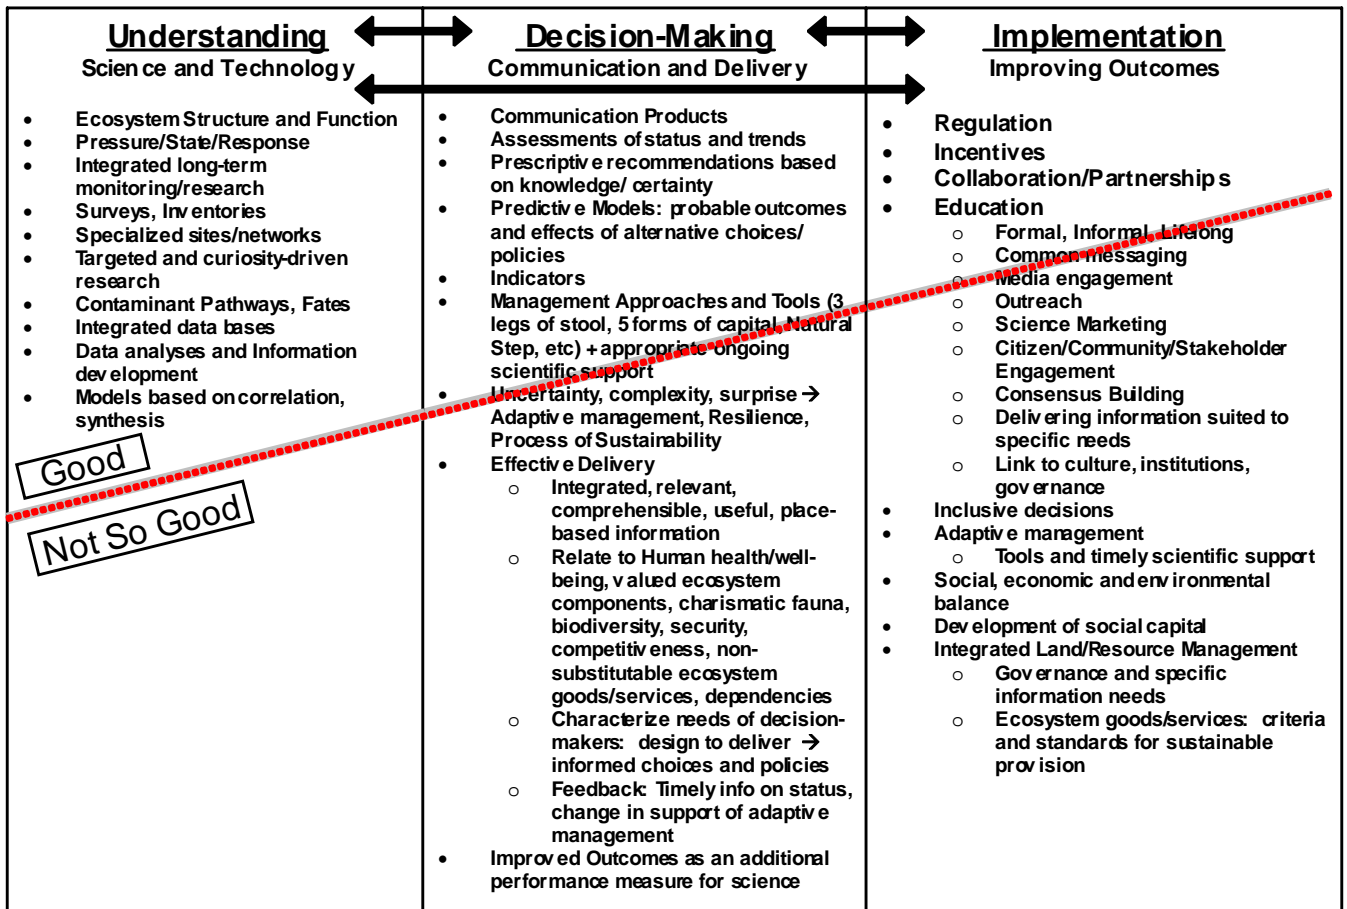 Understanding
Science and Technology
• Ecosystem Structure and Function
• Pressure/State/Response
• Integrated long-term
monitoring/research
• Surveys, Inventories
• Specialized sites/networks
• Targeted and curiosity-driven
research
• Contaminant Pathways, Fates
• Integrated data bases
• Data analyses and Information
development
• Models based on correlation,
synthesis
Good
Not So Good
Decision-Making
Communication and Delivery
• Communication Products
• Assessments of status and trends
• Prescriptive recommendations based
on knowledge/ certainty
• Predictive Models: probable outcomes
and effects of alternative choices/
policies
• Indicators
• Management Approaches and Tools (3
legs of stool, 5 forms of capital, Natural
Step, etc) + appropriate ongoing
scientific support
• Uncertainty, complexity, surprise →
Adaptive management, Resilience,
Process of Sustainability
• Effective Delivery
o Integrated, relevant,
comprehensible, useful, place-
based information
o Relate to Human health/well-
being, valued ecosystem
components, charismatic fauna,
biodiversity, security,
competitiveness, non-
substitutable ecosystem
goods/services, dependencies
o Characterize needs of decision-
makers: design to deliver →
informed choices and policies
o Feedback: Timely info on status,
change in support of adaptive
management
• Improved Outcomes as an additional
performance measure for science
Implementation
Improving Outcomes
• Regulation
• Incentives
• Collaboration/Partnerships
• Education
o Formal, Informal, Lifelong
o Common messaging
o Media engagement
o Outreach
o Science Marketing
o Citizen/Community/Stakeholder
Engagement
o Consensus Building
o Delivering information suited to
specific needs
o Link to culture, institutions,
governance
• Inclusive decisions
• Adaptive management
o Tools and timely scientific support
• Social, economic and environmental
balance
• Development of social capital
• Integrated Land/Resource Management
o Governance and specific
information needs
o Ecosystem goods/services: criteria
and standards for sustainable
provision